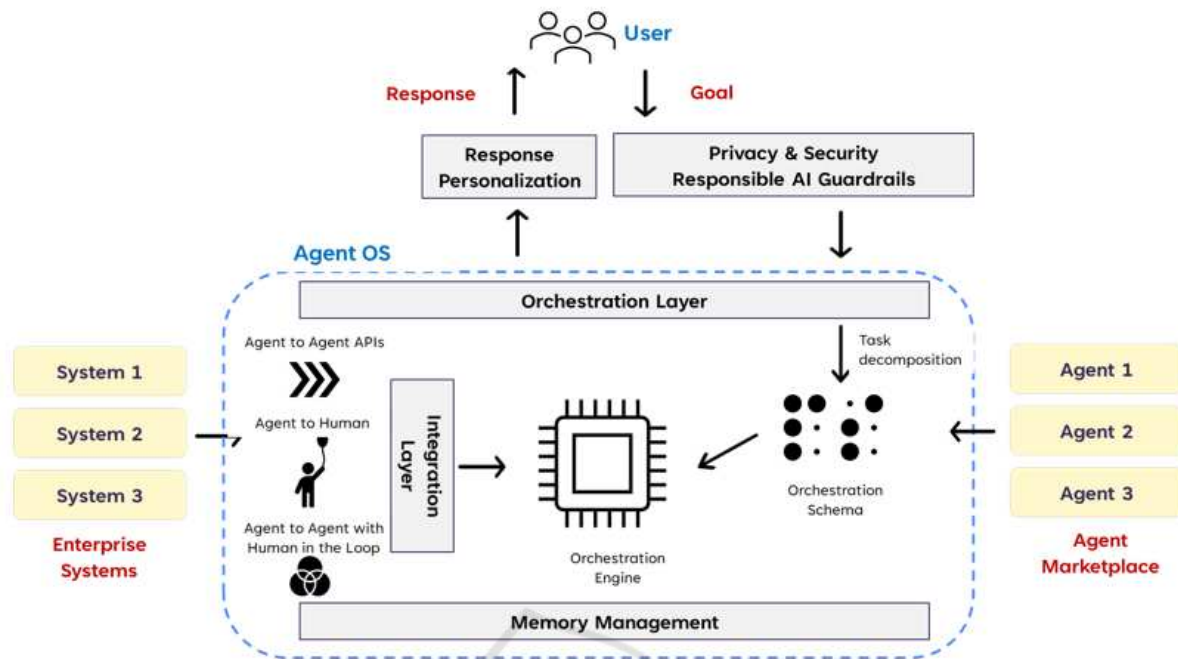 User
Response
Goal
Response
Personalization
Privacy & Security
Responsible AI Guardrails
Agent OS
Orchestration Layer
Agent to Agent APIs
Task
decomposition
System 1
System 2
System 3
Enterprise
Systems
Agent to Human
Integration
Layer
Agent to Agent with
Human in the Loop
Orchestration
Engine
Orchestration
Schema
Agent 1
Agent 2
Agent 3
Agent
Marketplace
Memory Management